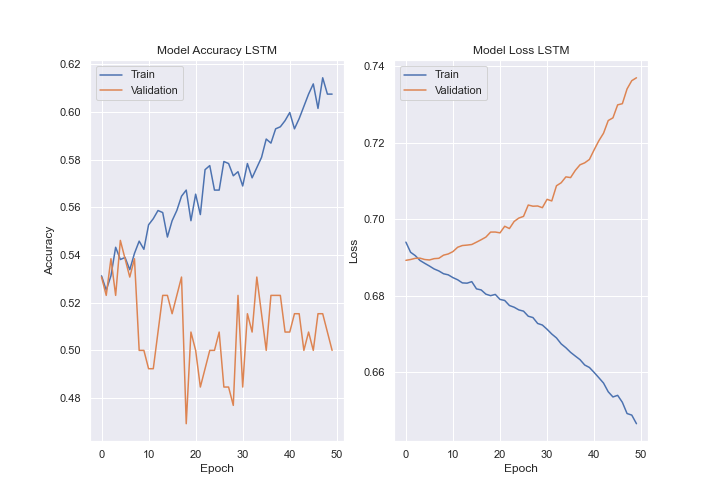 Model Accuracy LSTM
Train
Validation
0.62
0.60
0.58
0.56
0.54
0.52
0.50
0.48
Accuracy
0 10 20 30 40 50
Epoch
Model Loss LSTM
Train
Validation
0.74
0.72
0.70
0.68
0.66
Loss
0 10 20 30 40 50
Epoch